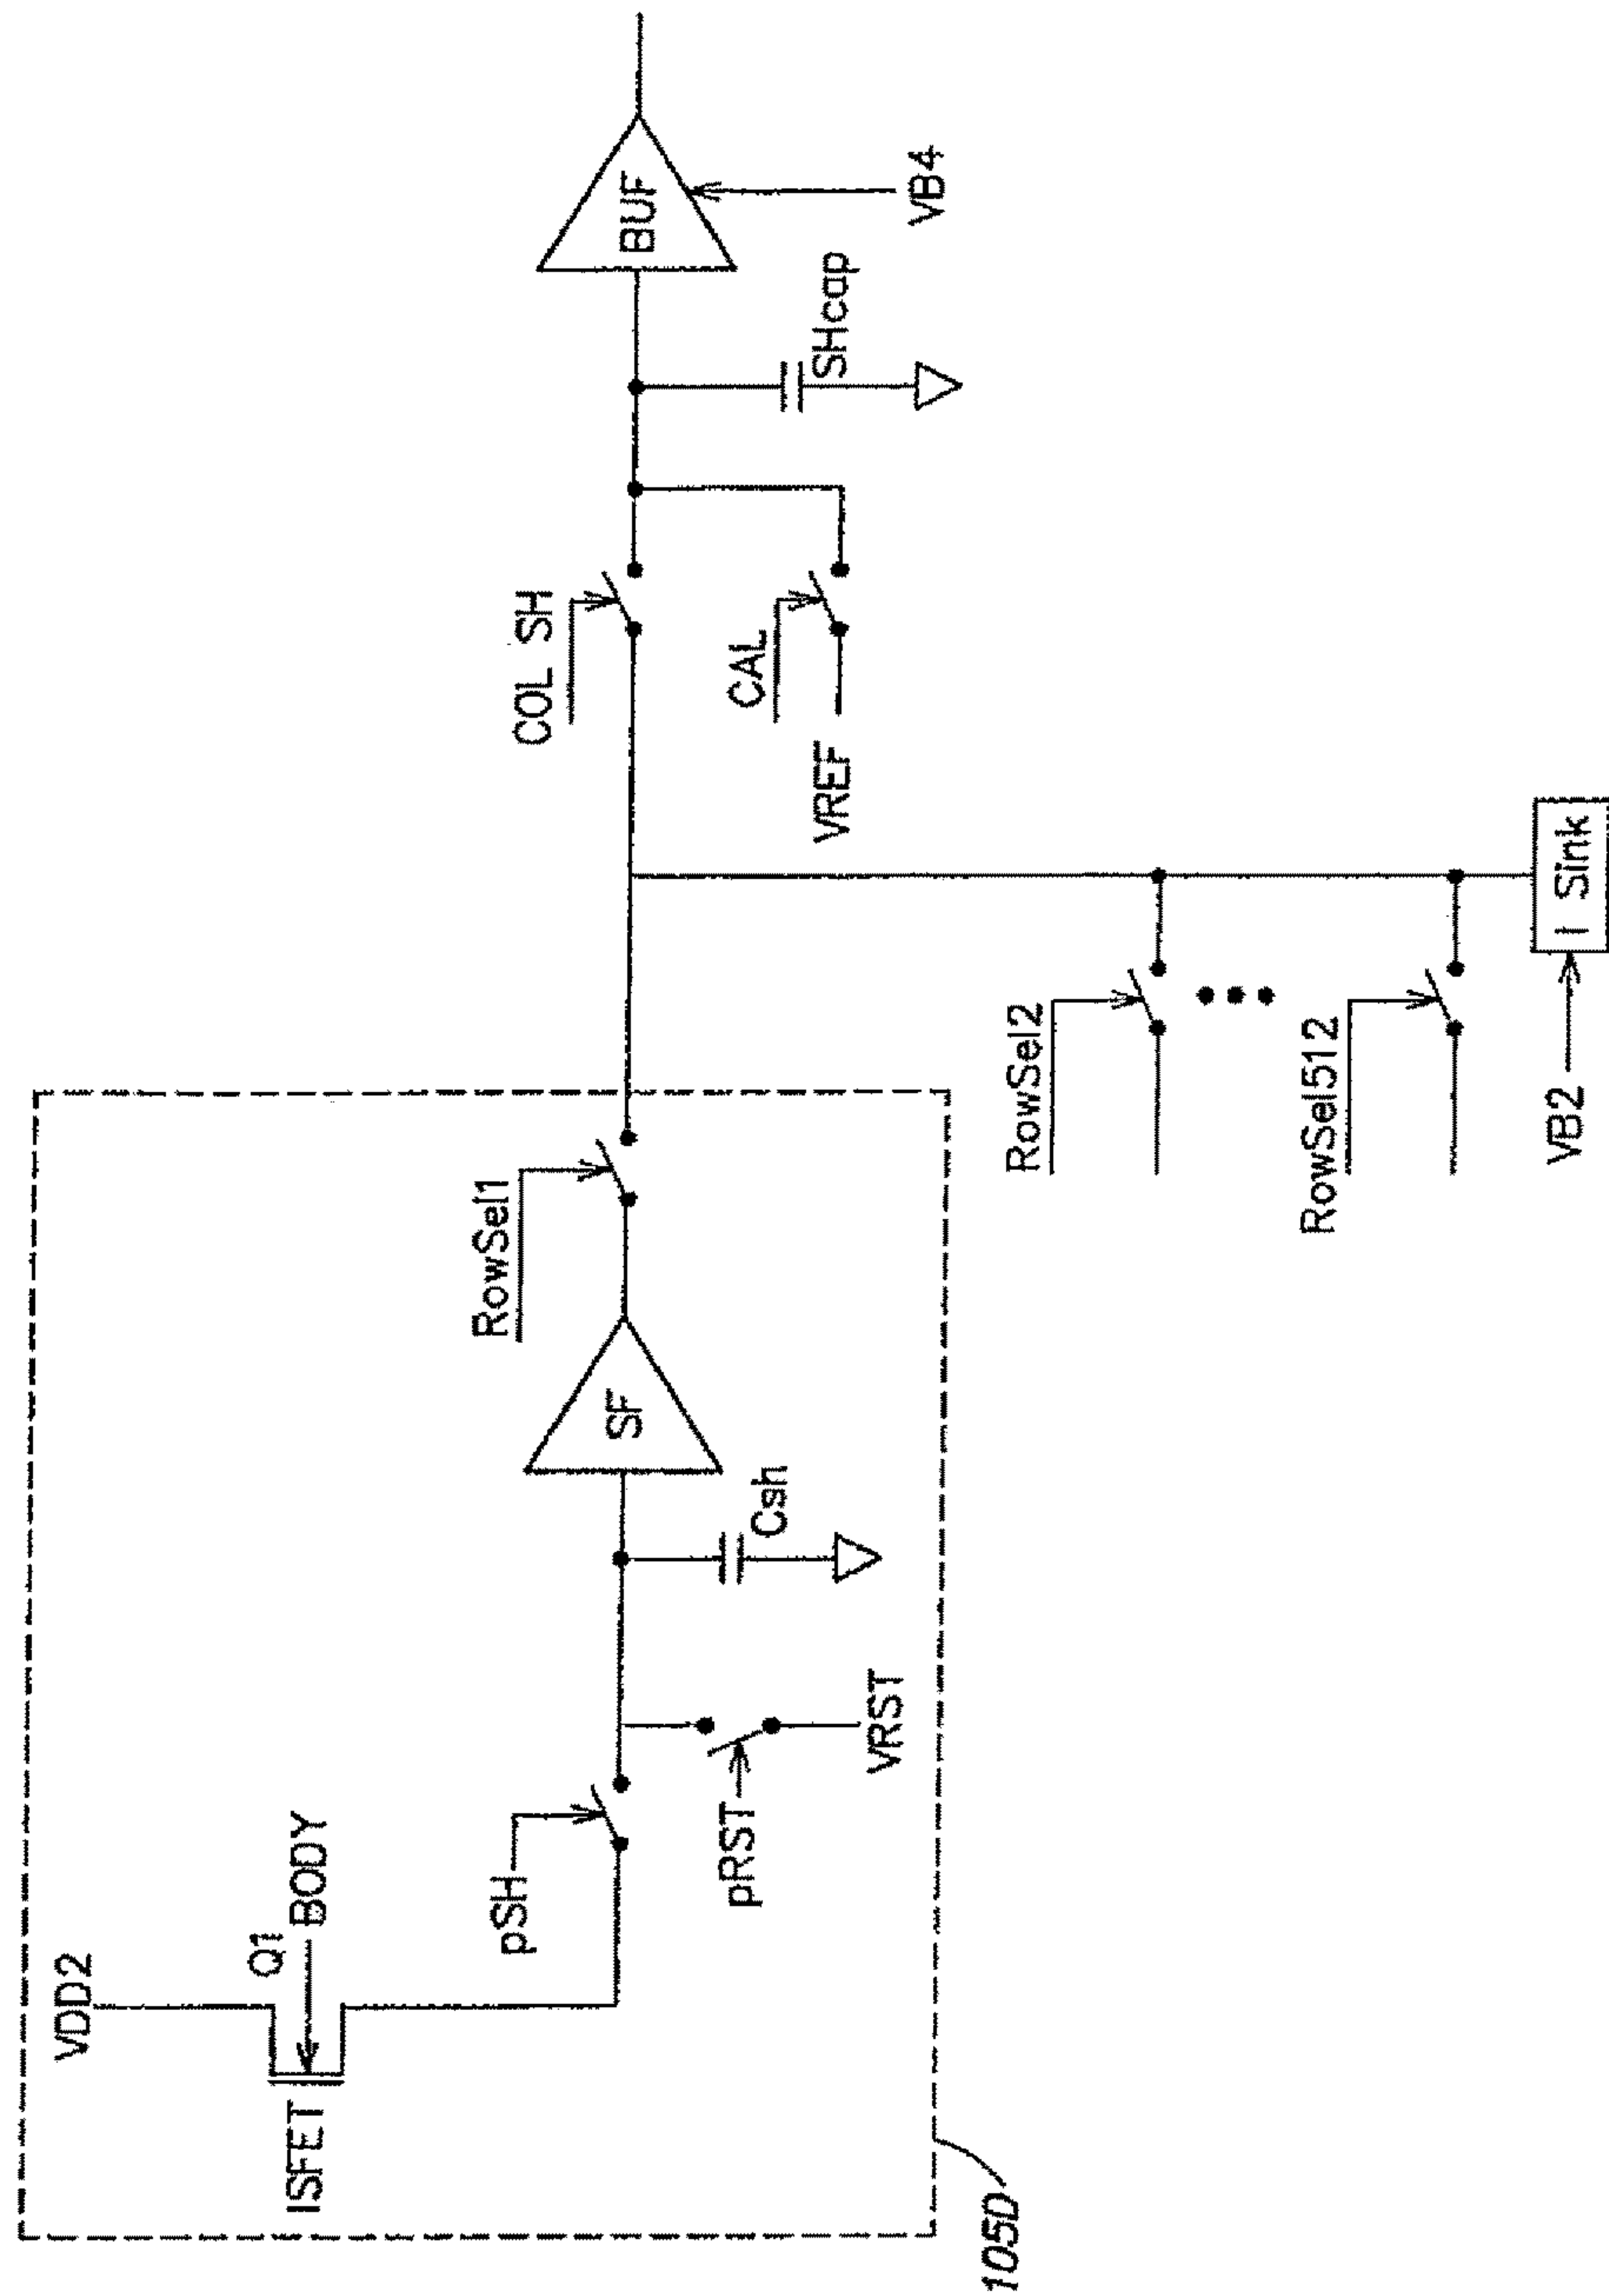 VDD2
Q1
BODY
ISFET
pSH
pRST
VRST
Csh
SF
RowSel1
105D
COL SH
CAL
VREF
SHcap
BUF
VB4
RowSel2
RowSel512
VB2
I Sink